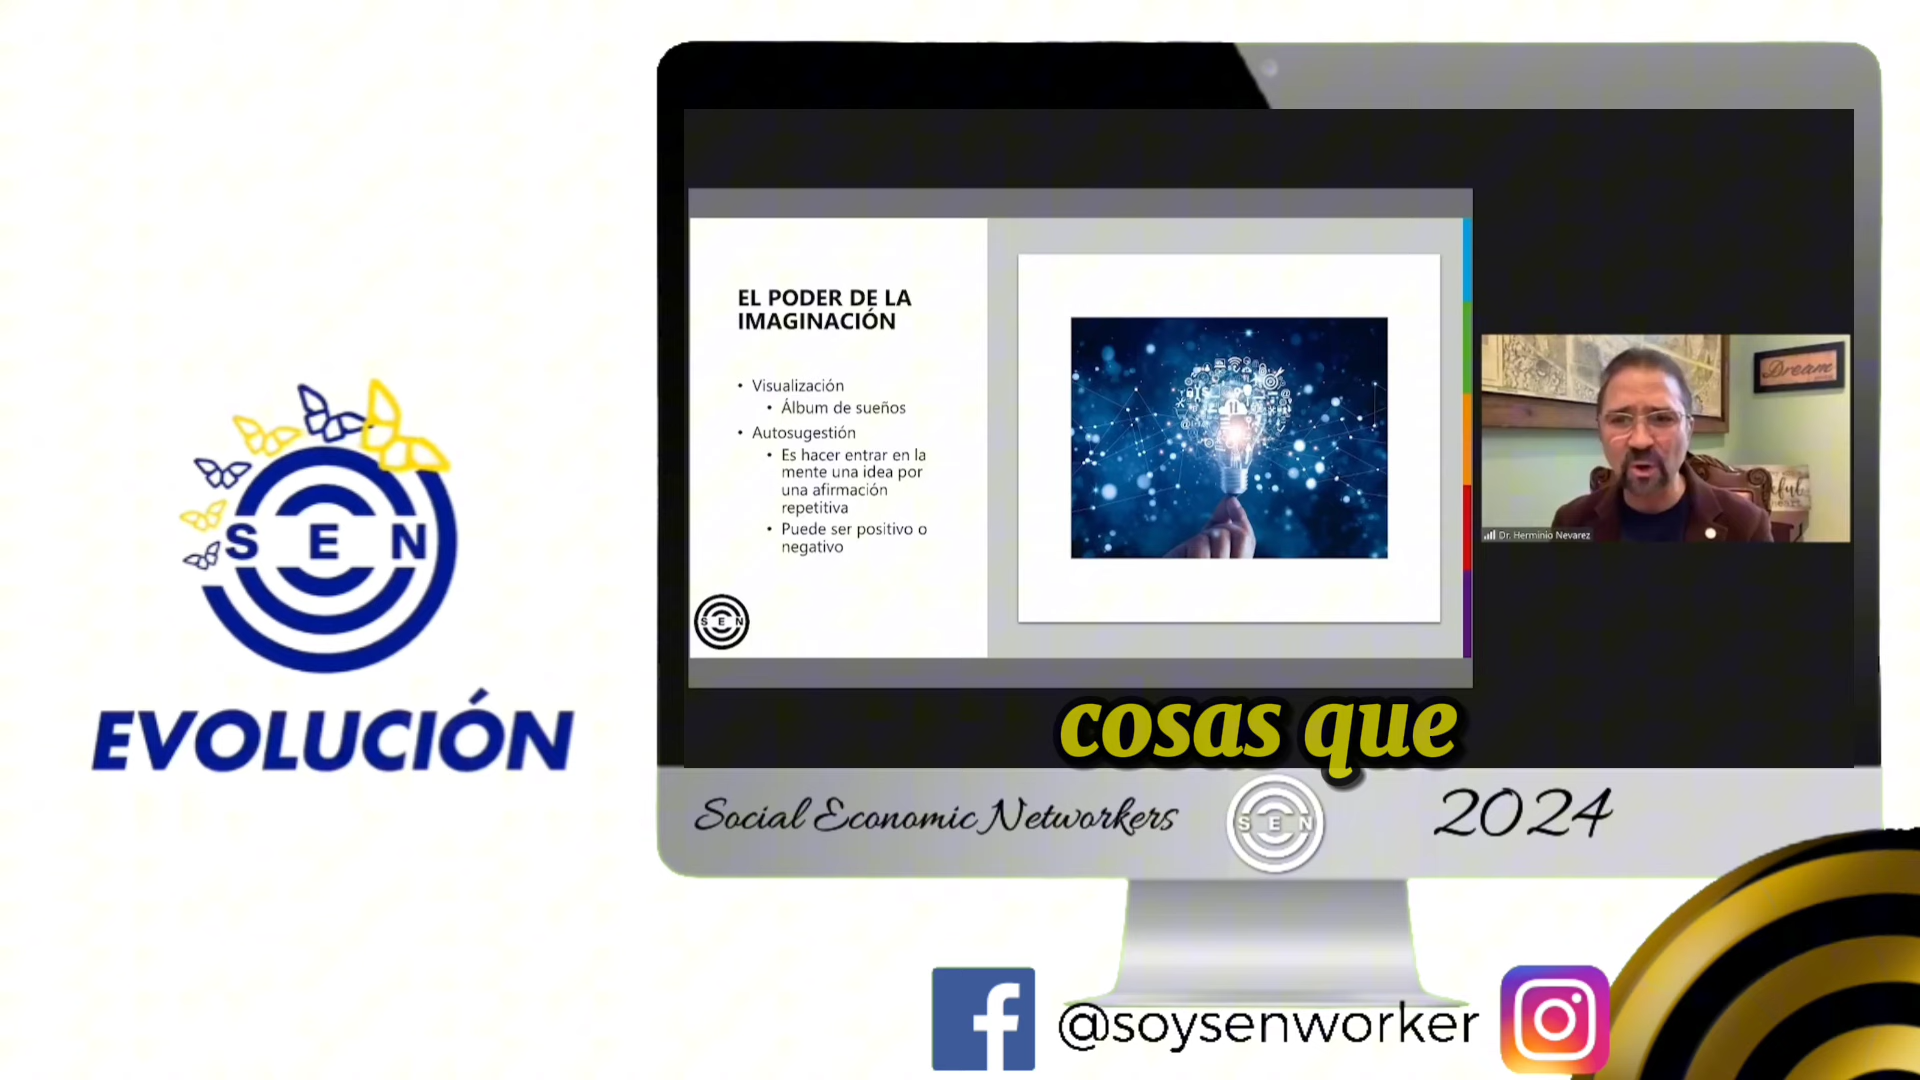 S E N
EVOLUCIÓN
EL PODER DE LA
IMAGINACIÓN
• Visualización
• Álbum de sueños
• Autosugestión
• Es hacer entrar en la
mente una idea por
una afirmación
repetitiva
• Puede ser positivo o
negativo
S E N
Dream
Dr. Herminio Nevarez
cosas que
Social Economic Networkers
S E N
2024
@soysenworker